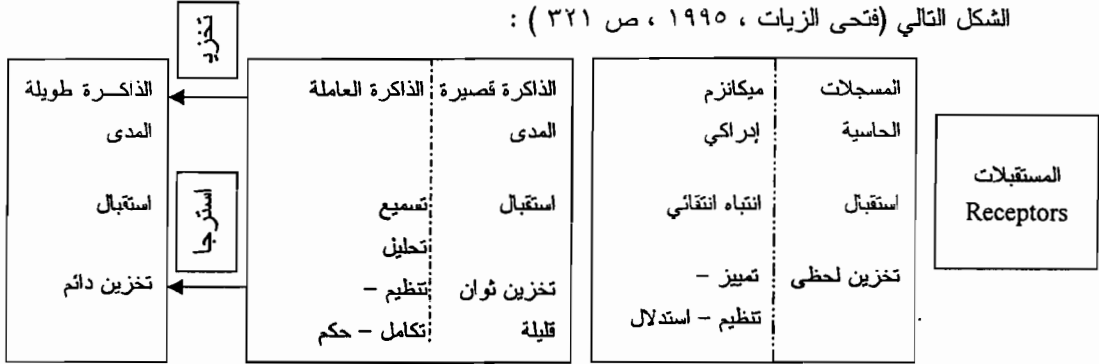 الشكل التالي (فتحى الزيات ، ١٩٩٥ ، ص ٣٢١ ) :
المستقبلات
Receptors
المسجلات
الحاسية
استقبال
تخزين لحظى
ميكانزم
إدراكي
انتباه انتقائي
تمييز –
تنظيم – استدلال
الذاكرة قصيرة
المدى
استقبال
تخزين ثوان
قليلة
الذاكرة العاملة
تسميع
تحليل
تنظيم –
تكامل – حكم
تخزيد
استرجا
الذاكــرة طويلة
المدى
استقبال
تخزين دائم